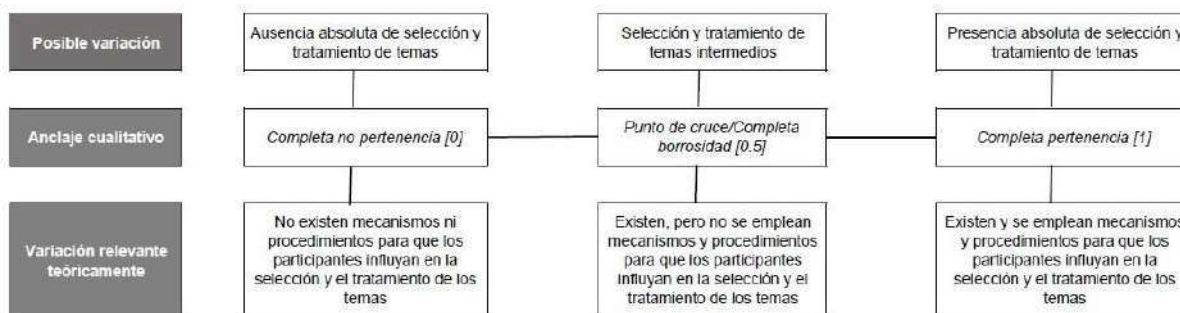 Posible variación
Ausencia absoluta de selección y
tratamiento de temas
Selección y tratamiento de
temas intermedios
Presencia absoluta de selección y
tratamiento de temas
Anclaje cualitativo
Completa no pertenencia [0]
Punto de cruce/Completa
borrosidad [0.5]
Completa pertenencia [1]
Variación relevante
teóricamente
No existen mecanismos ni
procedimientos para que los
participantes influyan en la
selección y el tratamiento de los
temas
Existen, pero no se emplean
mecanismos y procedimientos
para que los participantes
influyan en la selección y el
tratamiento de los temas
Existen y se emplean mecanismos
y procedimientos para que los
participantes influyan en la
selección y el tratamiento de los
temas